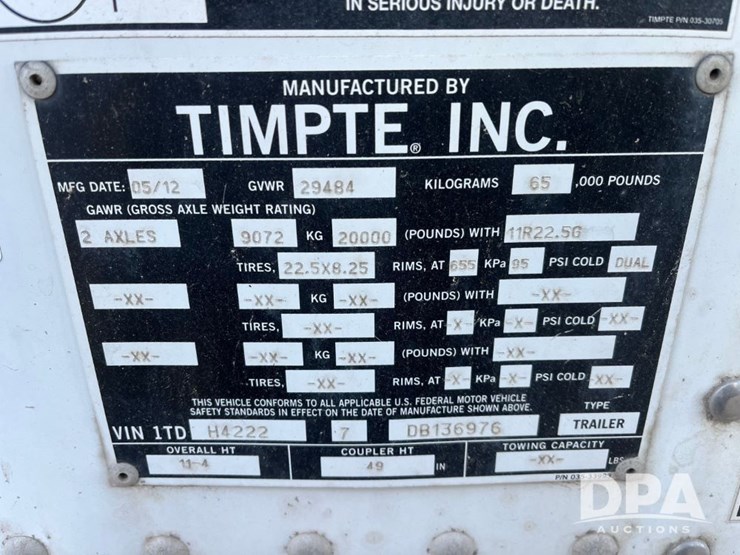 IN SERIOUS INJURY OR DEATH.
TIMPTE P/N 035-30705
MANUFACTURED BY
TIMPTE® INC.
MFG DATE: 05/12 GVWR 29484 KILOGRAMS 65 ,000 POUNDS
GAWR (GROSS AXLE WEIGHT RATING)
2 AXLES 9072 KG 20000 (POUNDS) WITH 11R22.5G
TIRES, 22.5X8.25 RIMS, AT 655 KPa 95 PSI COLD DUAL
-XX- -XX- KG -XX- (POUNDS) WITH -XX-
TIRES, -XX- RIMS, AT -X- KPa -X- PSI COLD -XX-
-XX- -XX- KG -XX- (POUNDS) WITH -XX-
TIRES, -XX- RIMS, AT -X- KPa -X- PSI COLD -XX-
THIS VEHICLE CONFORMS TO ALL APPLICABLE U.S. FEDERAL MOTOR VEHICLE
SAFETY STANDARDS IN EFFECT ON THE DATE OF MANUFACTURE SHOWN ABOVE.
TYPE
VIN 1TD H4222 7 DB136976 TRAILER
OVERALL HT COUPLER HT TOWING CAPACITY
11-4 49 IN -XX- LBS
P/N
DPA
AUCTIONS